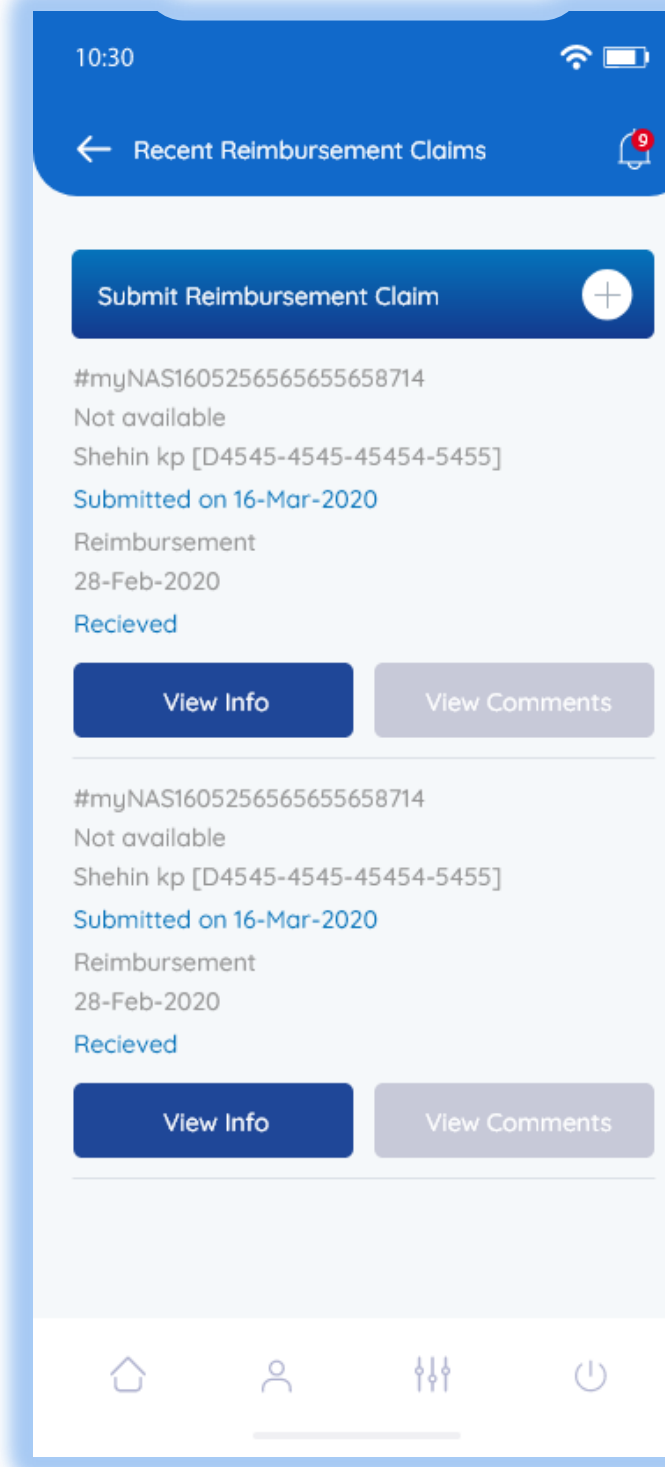 10:30
Recent Reimbursement Claims
9
Submit Reimbursement Claim
#myNAS1605256565655658714
Not available
Shehin kp [D4545-4545-45454-5455]
Submitted on 16-Mar-2020
Reimbursement
28-Feb-2020
Recieved
View Info View Comments
#myNAS1605256565655658714
Not available
Shehin kp [D4545-4545-45454-5455]
Submitted on 16-Mar-2020
Reimbursement
28-Feb-2020
Recieved
View Info View Comments